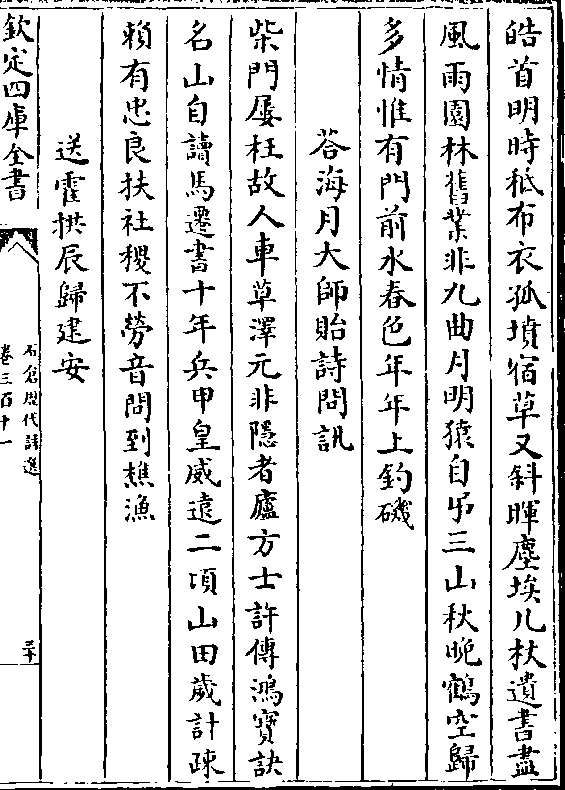 皓首明時秪布衣孤墳宿草又斜暉塵埃几杖遺書盡
風雨園林舊業非九曲月明猿自弔三山秋晚鶴空歸
多情惟有門前水春色年年上釣磯
荅海月大師貽詩問訊
柴門屢枉故人車草澤元非隱者廬方士許傳鴻寶訣
名山自讀馬遷書十年兵甲皇威遠二項山田歲計疎
賴有忠良扶社稷不勞音問到樵漁
送霍拱辰歸建安
欽定四庫全書
石倉歷代詩選
卷三百十一
三十